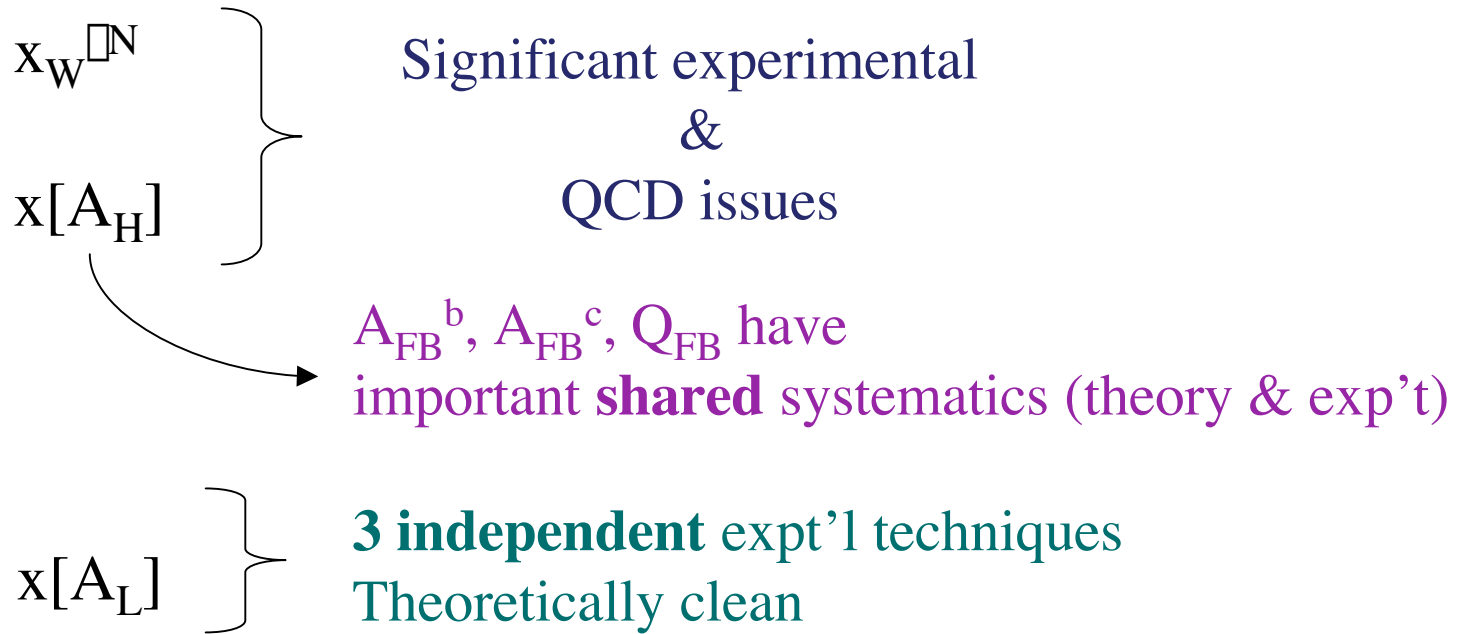 x_W^□N
Significant experimental
&
x[A_H]
QCD issues
A_FB^b, A_FB^c, Q_FB have
important shared systematics (theory & exp’t)
3 independent expt’l techniques
x[A_L]
Theoretically clean